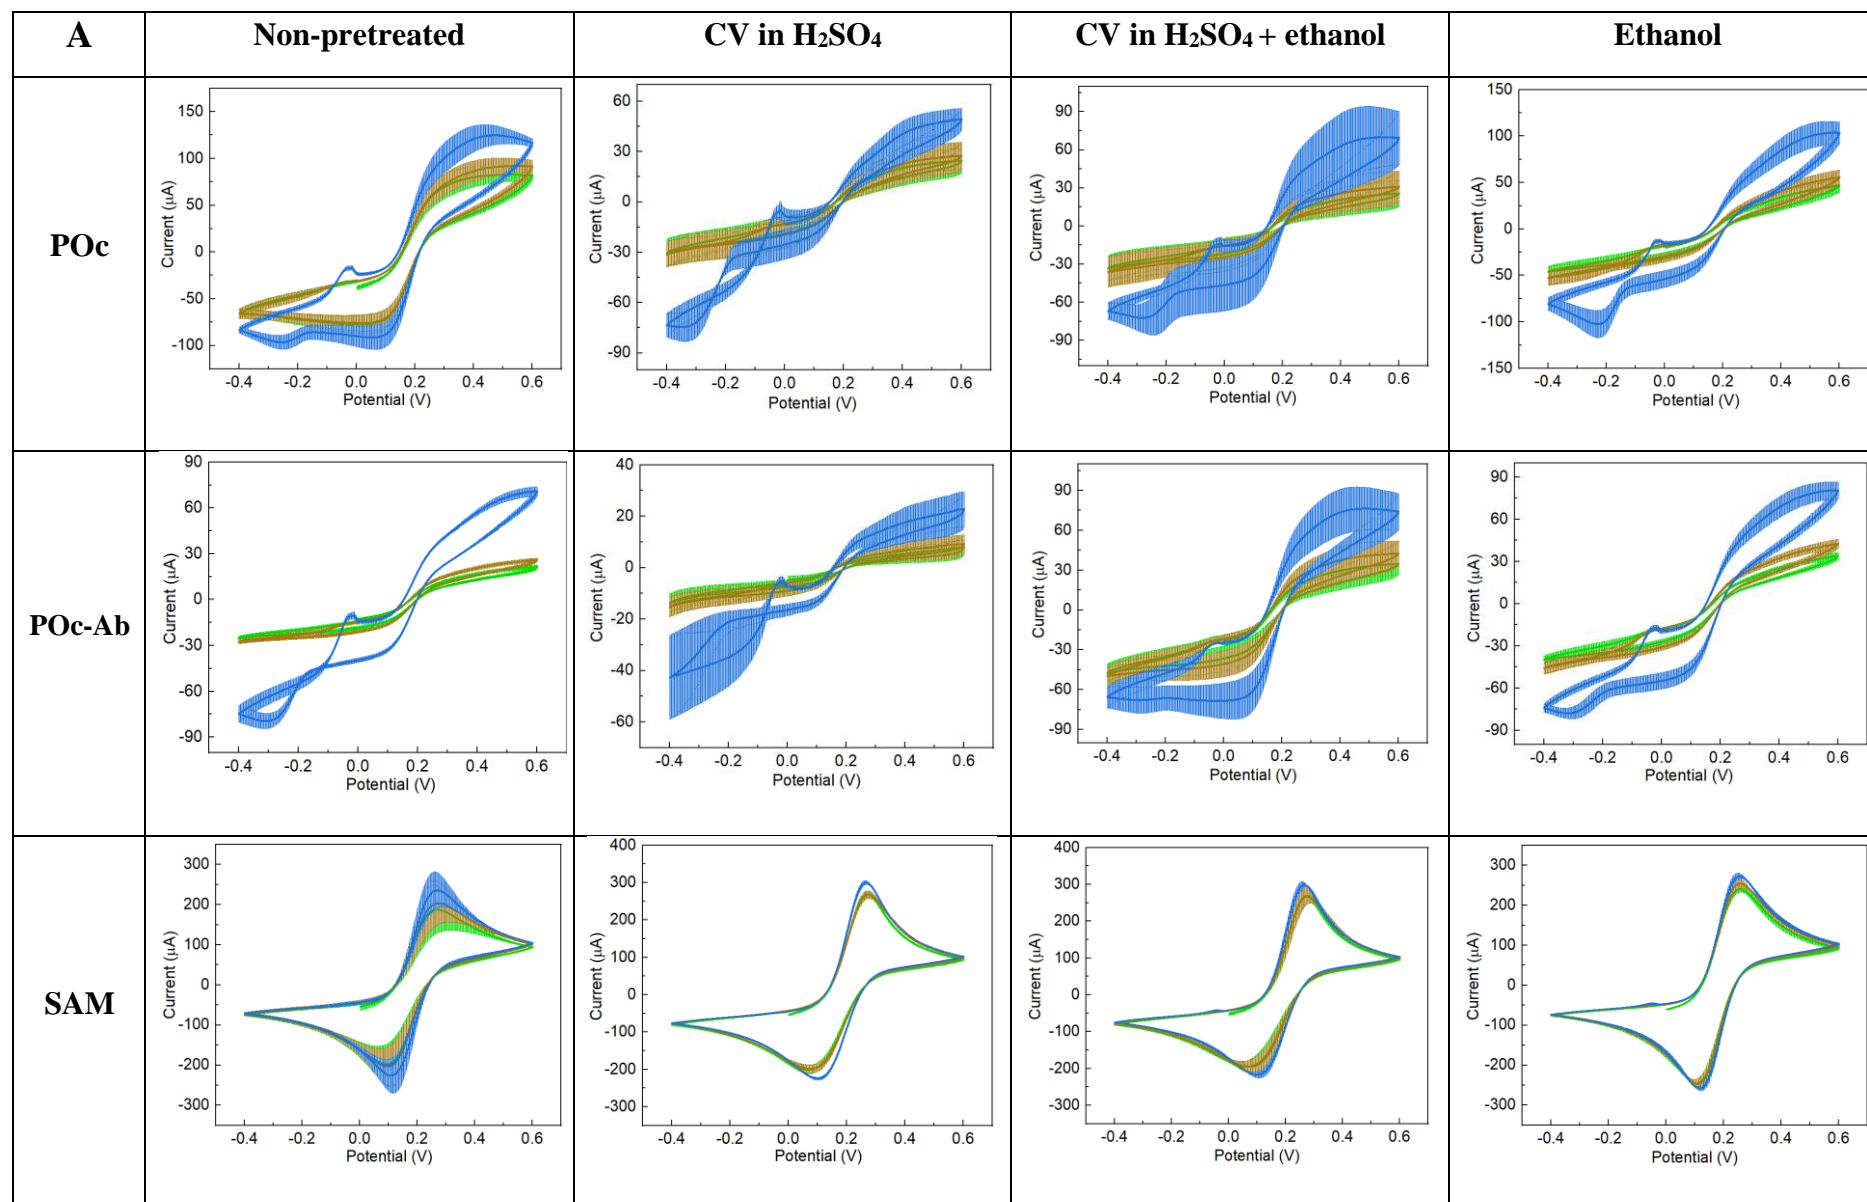 A Non-pretreated CV in H₂SO₄ CV in H₂SO₄ + ethanol Ethanol
POc
150
100
50
0
-50
-100
-0.4 -0.2 0.0 0.2 0.4 0.6
Current (µA)
Potential (V)
60
30
0
-30
-60
-90
-0.4 -0.2 0.0 0.2 0.4 0.6
Current (µA)
Potential (V)
90
60
30
0
-30
-60
-90
-0.4 -0.2 0.0 0.2 0.4 0.6
Current (µA)
Potential (V)
150
100
50
0
-50
-100
-150
-0.4 -0.2 0.0 0.2 0.4 0.6
Current (µA)
Potential (V)
POc-Ab
90
60
30
0
-30
-60
-90
-0.4 -0.2 0.0 0.2 0.4 0.6
Current (µA)
Potential (V)
40
20
0
-20
-40
-60
-0.4 -0.2 0.0 0.2 0.4 0.6
Current (µA)
Potential (V)
90
60
30
0
-30
-60
-90
-0.4 -0.2 0.0 0.2 0.4 0.6
Current (µA)
Potential (V)
90
60
30
0
-30
-60
-90
-0.4 -0.2 0.0 0.2 0.4 0.6
Current (µA)
Potential (V)
SAM
300
200
100
0
-100
-200
-300
-0.4 -0.2 0.0 0.2 0.4 0.6
Current (µA)
Potential (V)
400
300
200
100
0
-100
-200
-300
-0.4 -0.2 0.0 0.2 0.4 0.6
Current (µA)
Potential (V)
400
300
200
100
0
-100
-200
-300
-0.4 -0.2 0.0 0.2 0.4 0.6
Current (µA)
Potential (V)
300
200
100
0
-100
-200
-300
-0.4 -0.2 0.0 0.2 0.4 0.6
Current (µA)
Potential (V)